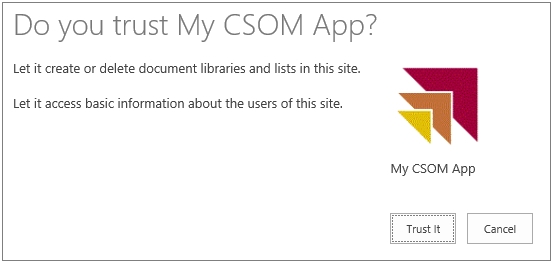 Do you trust My CSOM App?
Let it create or delete document libraries and lists in this site.
Let it access basic information about the users of this site.
My CSOM App
Trust It
Cancel